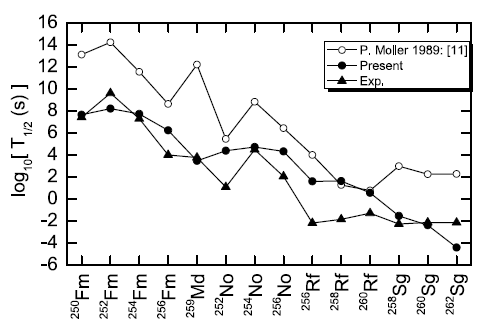 16
14
12
10
8
6
4
2
0
-2
-4
-6
log10[ T1/2 (s) ]
P. Moller 1989: [11]
Present
Exp.
250Fm
252Fm
254Fm
256Fm
259Md
252No
254No
256No
256Rf
258Rf
260Rf
258Sg
260Sg
262Sg